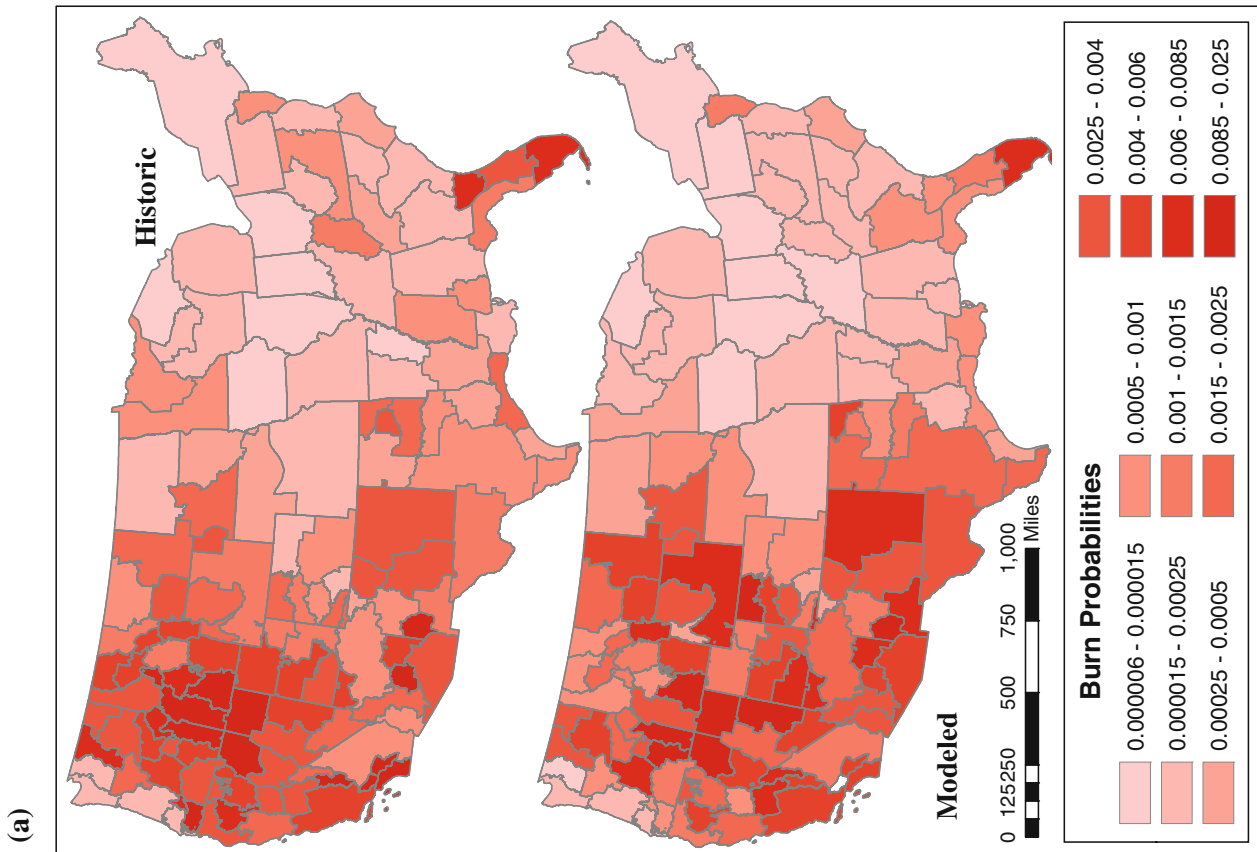 (a)
Historic
Modeled
0 125 250 500 750 1,000
Miles
Burn Probabilities
0.000006 - 0.000015
0.000015 - 0.00025
0.00025 - 0.0005
0.0005 - 0.001
0.001 - 0.0015
0.0015 - 0.0025
0.0025 - 0.004
0.004 - 0.006
0.006 - 0.0085
0.0085 - 0.025